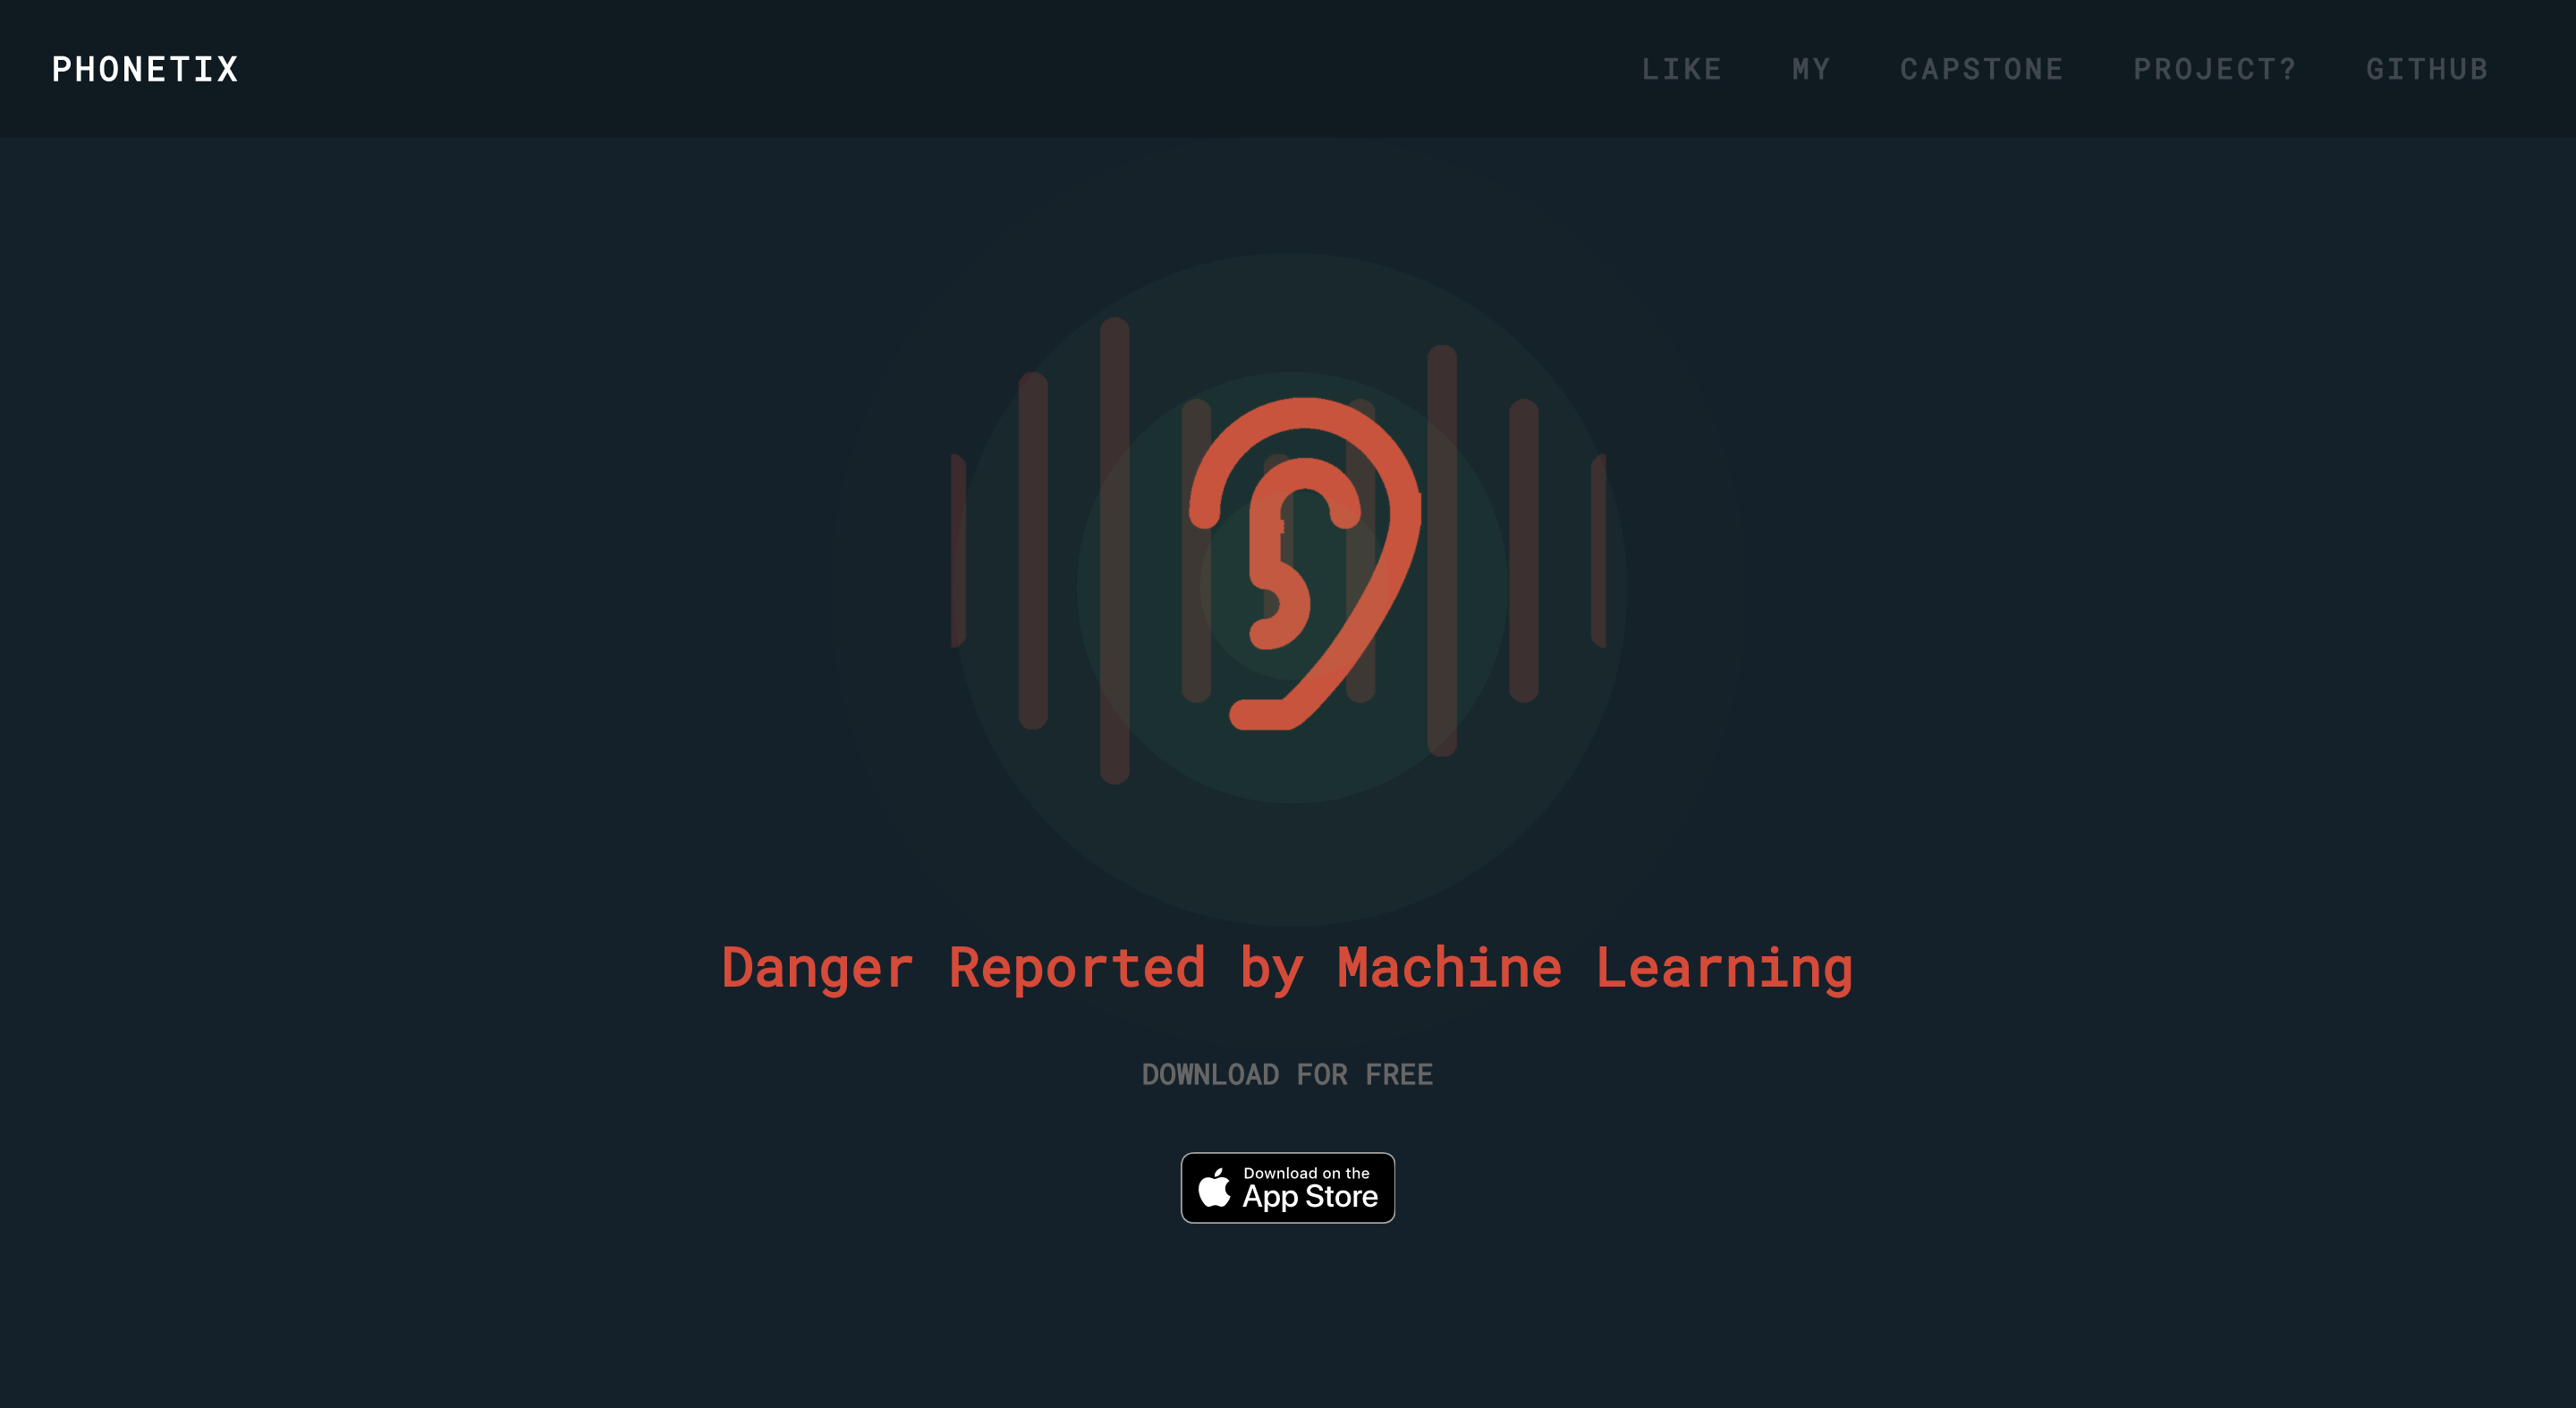 PHONETIX
LIKE MY CAPSTONE PROJECT? GITHUB
Danger Reported by Machine Learning
DOWNLOAD FOR FREE
Download on the
App Store